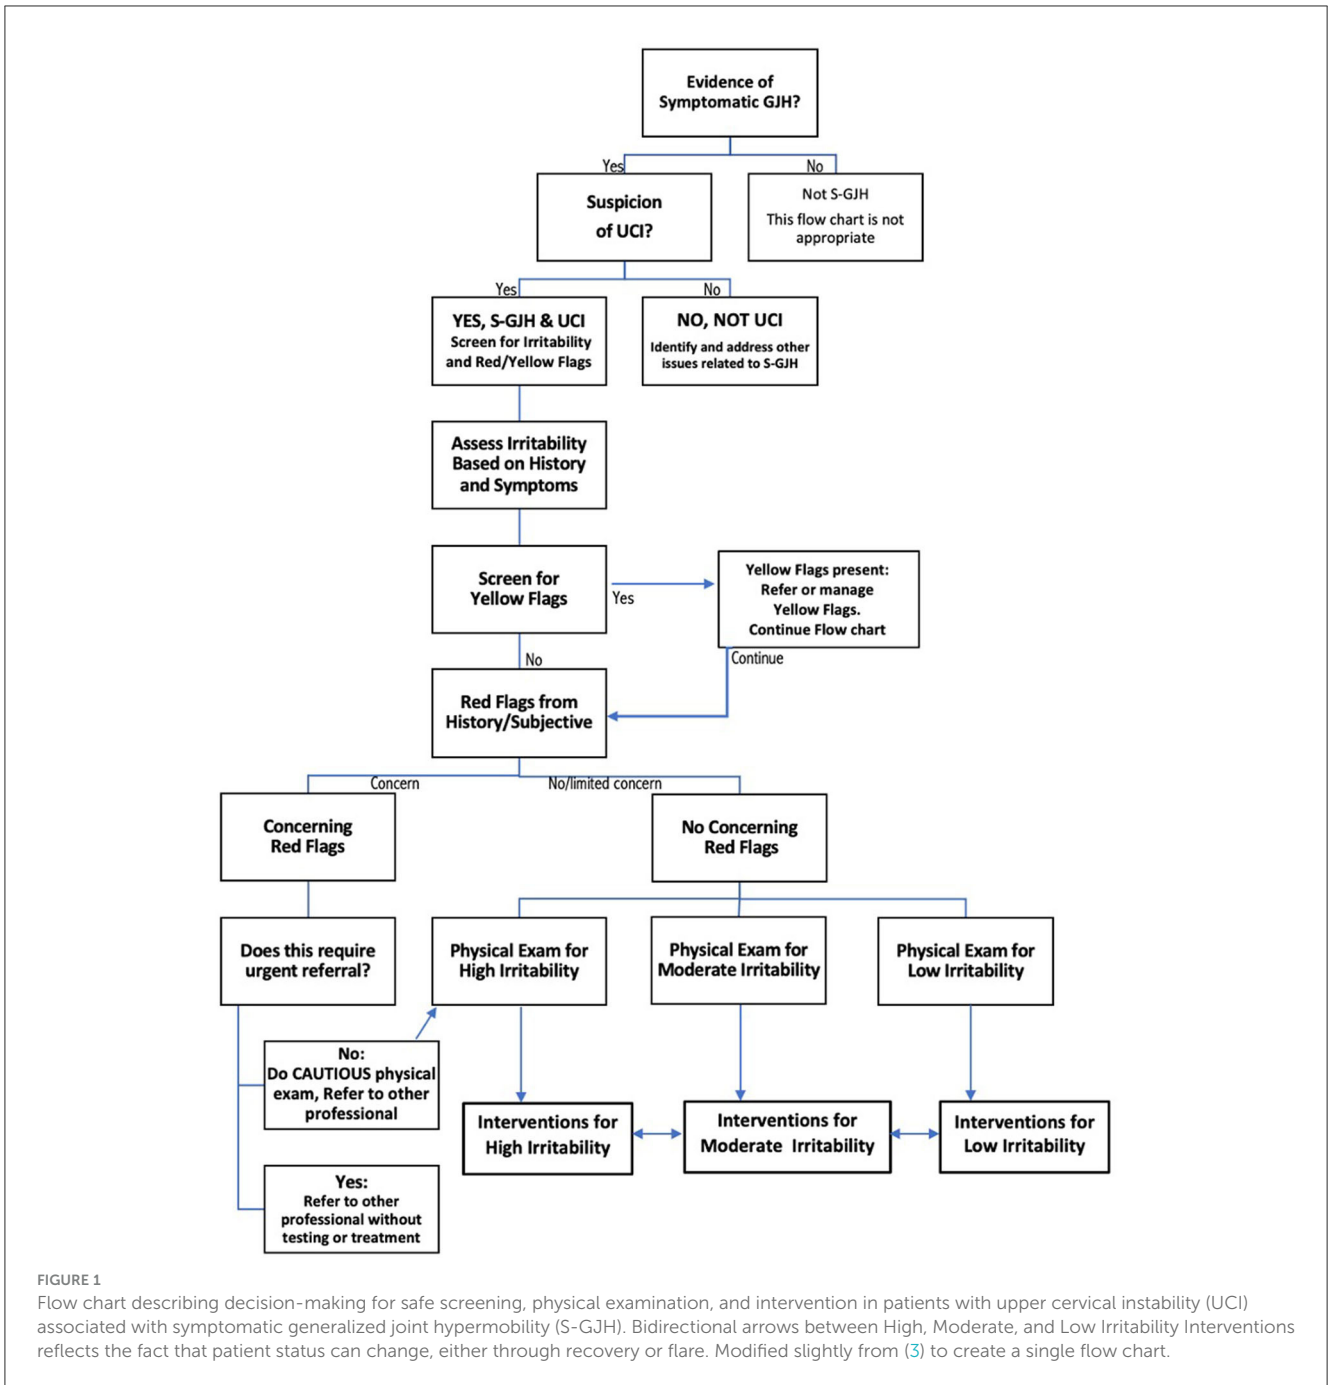 Evidence of
Symptomatic GJH?
Yes
No
Suspicion
of UCI?
Not S-GJH
This flow chart is not
appropriate
Yes
No
YES, S-GJH & UCI
Screen for Irritability
and Red/Yellow Flags
NO, NOT UCI
Identify and address other
issues related to S-GJH
Assess Irritability
Based on History
and Symptoms
Screen for
Yellow Flags
Yes
Yellow Flags present:
Refer or manage
Yellow Flags.
Continue Flow chart
No
Continue
Red Flags from
History/Subjective
Concern
No/limited concern
Concerning
Red Flags
No Concerning
Red Flags
Does this require
urgent referral?
Physical Exam for
High Irritability
Physical Exam for
Moderate Irritability
Physical Exam for
Low Irritability
No:
Do CAUTIOUS physical
exam, Refer to other
professional
Interventions for
High Irritability
Interventions for
Moderate Irritability
Interventions for
Low Irritability
Yes:
Refer to other
professional without
testing or treatment
FIGURE 1
Flow chart describing decision-making for safe screening, physical examination, and intervention in patients with upper cervical instability (UCI)
associated with symptomatic generalized joint hypermobility (S-GJH). Bidirectional arrows between High, Moderate, and Low Irritability Interventions
reflects the fact that patient status can change, either through recovery or flare. Modified slightly from (3) to create a single flow chart.